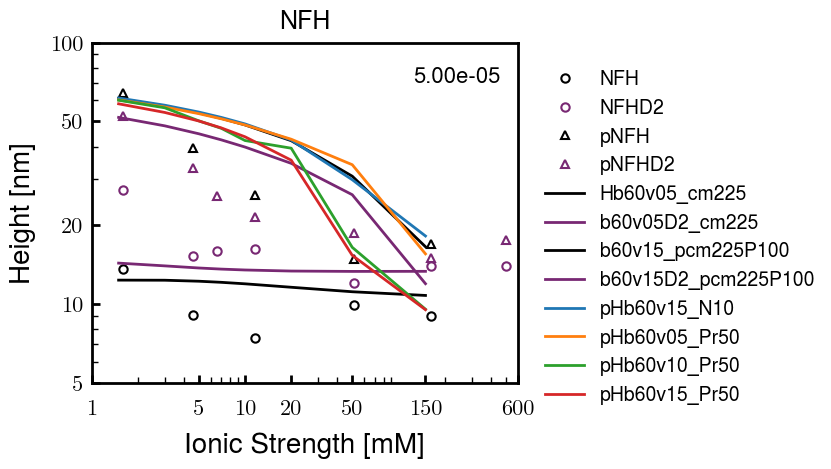 NFH
100
50
20
10
5
Height [nm]
5.00e-05
1
5
10
20
50
150
600
Ionic Strength [mM]
NFH
NFHD2
pNFH
pNFHD2
Hb60v05_cm225
b60v05D2_cm225
b60v15_pcm225P100
b60v15D2_pcm225P100
pHb60v15_N10
pHb60v05_Pr50
pHb60v10_Pr50
pHb60v15_Pr50